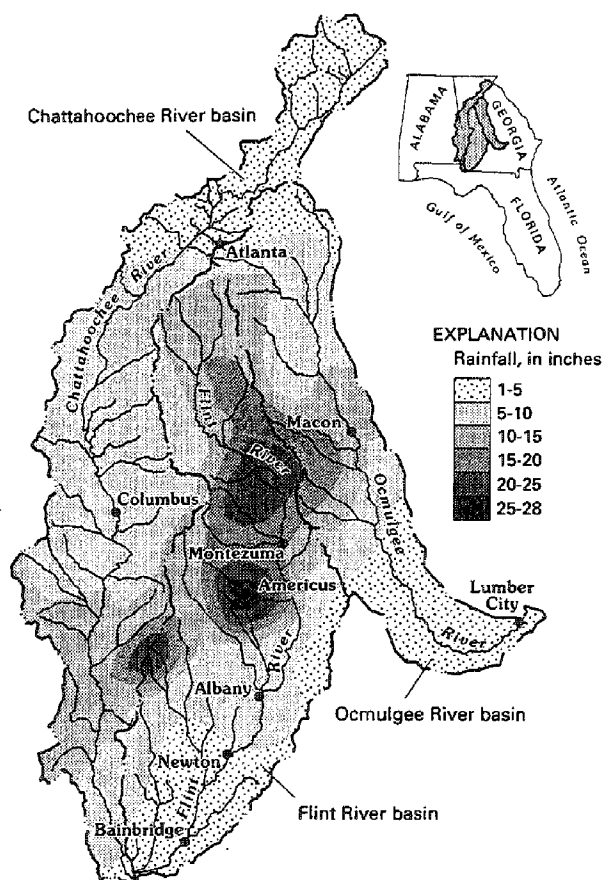 Chattahoochee River basin
ALABAMA
GEORGIA
FLORIDA
Atlantic Ocean
Gulf of Mexico
Atlanta
Chattahoochee River
EXPLANATION
Rainfall, in inches
1-5
5-10
10-15
15-20
20-25
25-28
Flint River
Macon
Ocmulgee River
Columbus
Montezuma
Americus
Lumber
City
River
Albany
Ocmulgee River basin
Newton
Flint
Flint River basin
Bainbridge